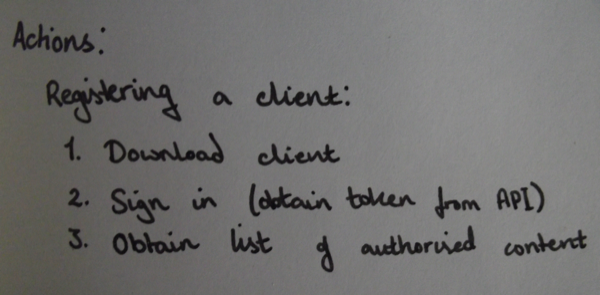 Actions:
Registering a client:
1. Download client
2. Sign in (obtain token from API)
3. Obtain list of authorised content